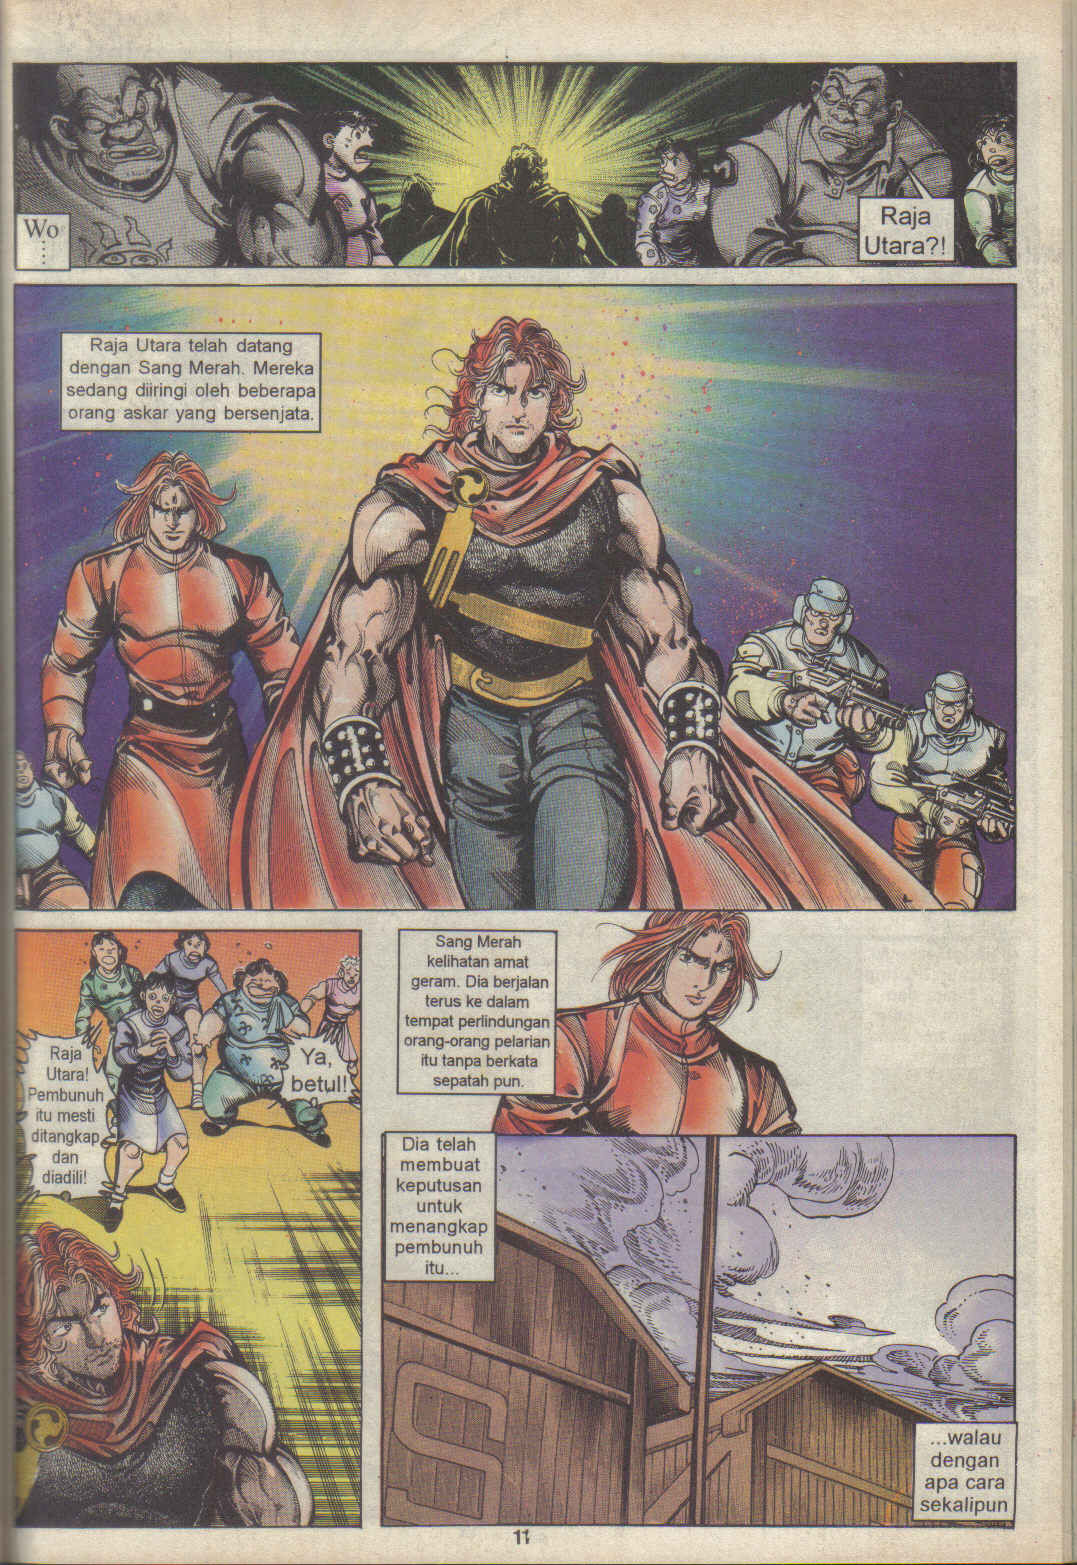 Wo
....
Raja
Utara?!
Raja Utara telah datang
dengan Sang Merah. Mereka
sedang diiringi oleh beberapa
orang askar yang bersenjata.
Raja
Utara!
Pembunuh
itu mesti
ditangkap
dan
diadili!
Ya,
betul!
Sang Merah
kelihatan amat
geram. Dia berjalan
terus ke dalam
tempat perlindungan
orang-orang pelarian
itu tanpa berkata
sepatah pun.
Dia telah
membuat
keputusan
untuk
menangkap
pembunuh
itu...
...walau
dengan
apa cara
sekalipun
11